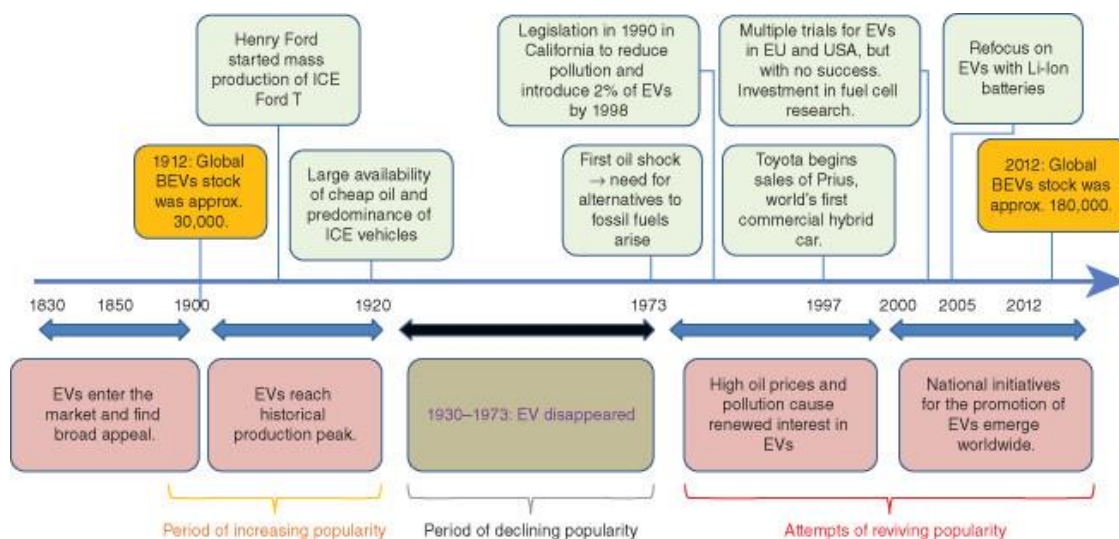 Henry Ford
started mass
production of ICE
Ford T
Legislation in 1990 in
California to reduce
pollution and
introduce 2% of EVs
by 1998
Multiple trials for EVs
in EU and USA, but
with no success.
Investment in fuel cell
research.
Refocus on
EVs with Li-Ion
batteries
1912: Global
BEVs stock
was approx.
30,000.
Large availability
of cheap oil and
predominance of
ICE vehicles
First oil shock
→ need for
alternatives to
fossil fuels
arise
Toyota begins
sales of Prius,
world's first
commercial hybrid
car.
2012: Global
BEVs stock was
approx. 180,000.
1830 1850 1900 1920 1973 1997 2000 2005 2012
EVs enter the
market and find
broad appeal.
EVs reach
historical
production peak.
1930–1973: EV disappeared
High oil prices and
pollution cause
renewed interest in
EVs
National initiatives
for the promotion of
EVs emerge
worldwide.
Period of increasing popularity
Period of declining popularity
Attempts of reviving popularity